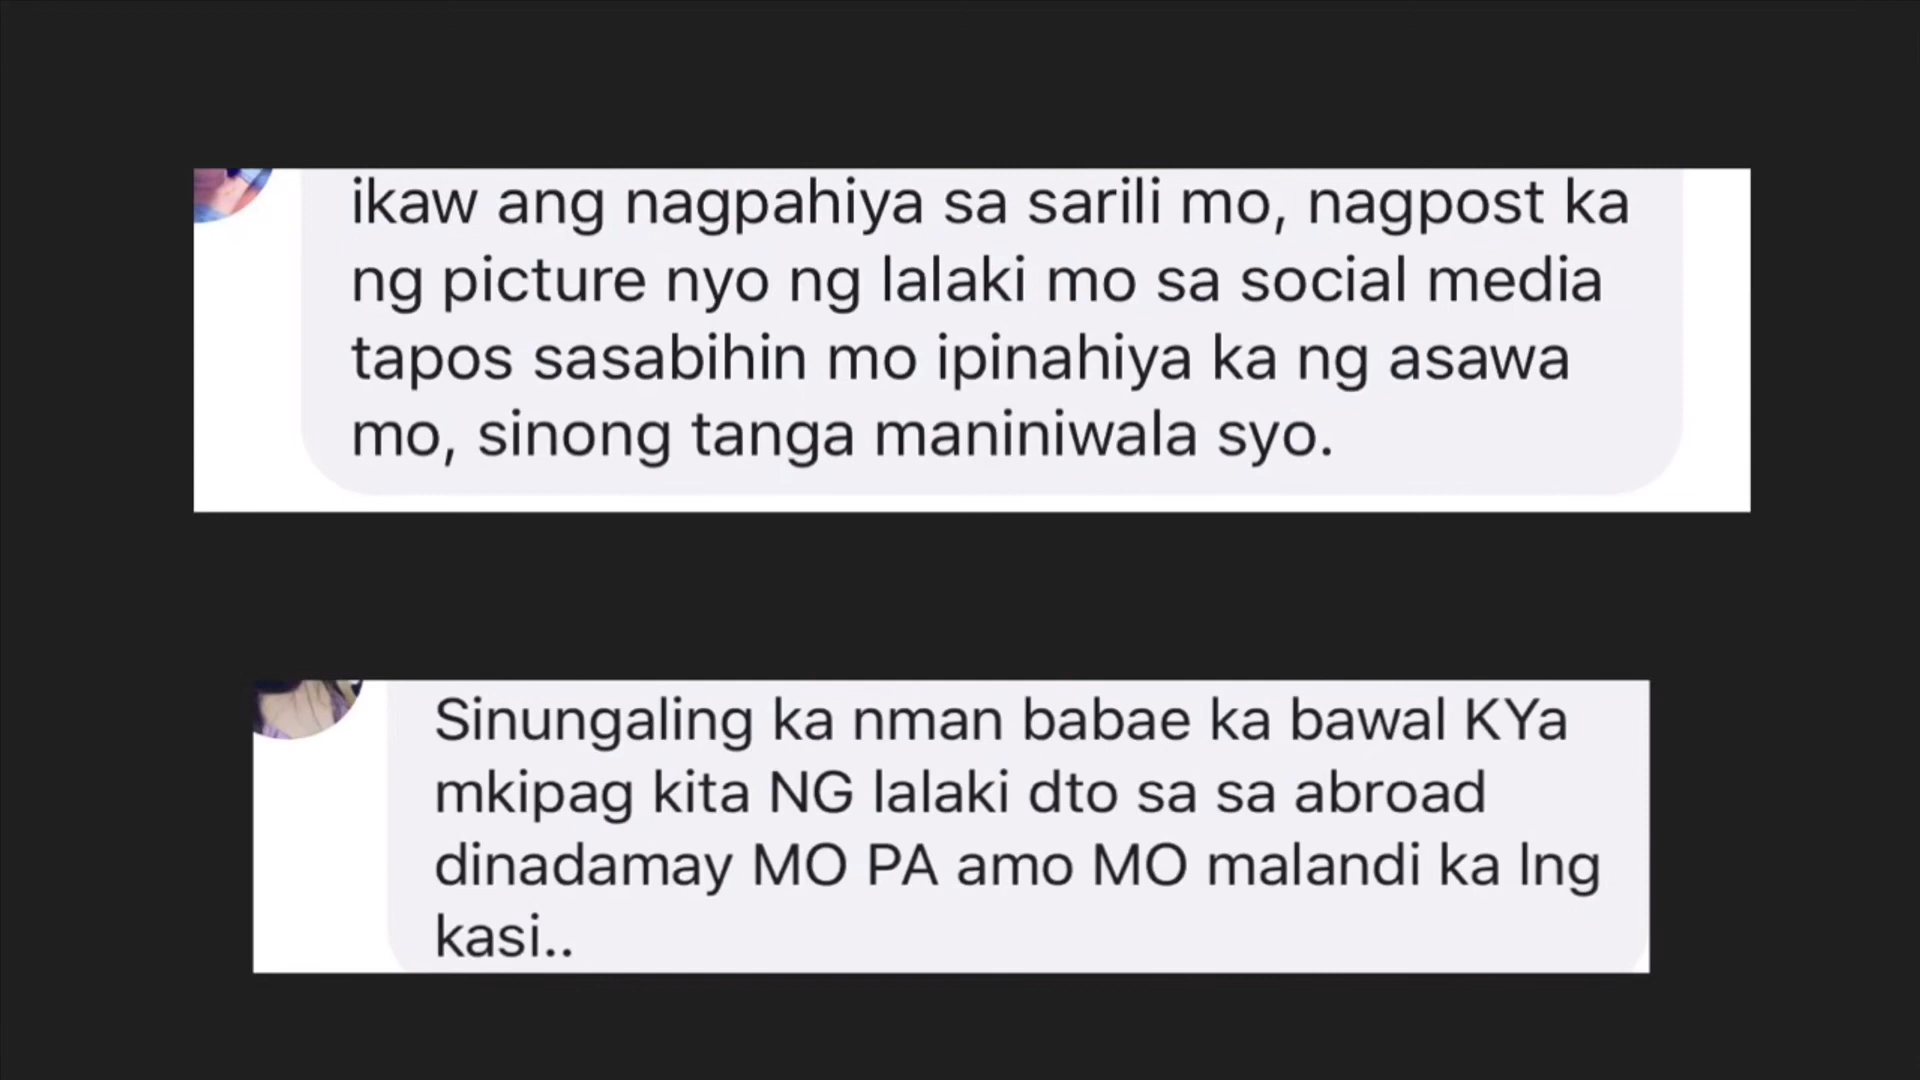 ikaw ang nagpahiya sa sarili mo, nagpost ka
ng picture nyo ng lalaki mo sa social media
tapos sasabihin mo ipinahiya ka ng asawa
mo, sinong tanga maniniwala syo.
Sinungaling ka nman babae ka bawal KYa
mkipag kita NG lalaki dto sa sa abroad
dinadamay MO PA amo MO malandi ka lng
kasi..